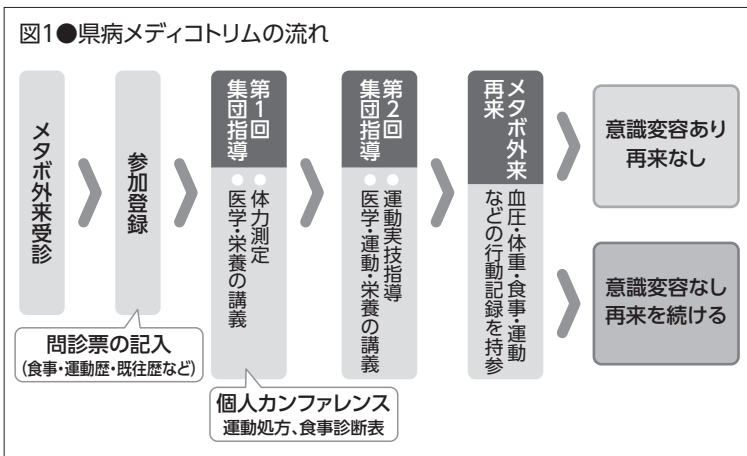 図1●県病メディコトリムの流れ
メタボ外来受診
参加登録
問診票の記入
(食事・運動歴・既往歴など)
第1回
集団指導
●体力測定
●医学・栄養の講義
個人カンファレンス
運動処方、食事診断表
第2回
集団指導
●運動実技指導
●医学・運動・栄養の講義
メタボ外来
再来
血圧・体重・食事・運動
などの行動記録を持参
意識変容あり
再来なし
意識変容なし
再来を続ける